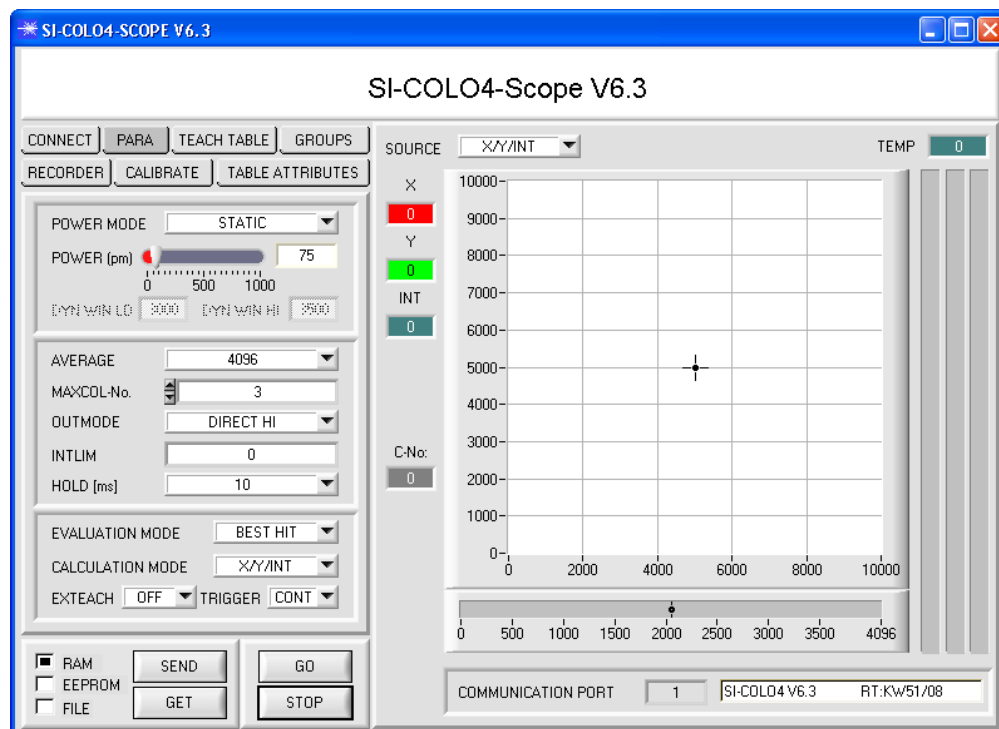 SI-COLO4-SCOPE V6.3
SI-COLO4-Scope V6.3
CONNECT PARA TEACH TABLE GROUPS
RECORDER CALIBRATE TABLE ATTRIBUTES
POWER MODE STATIC
POWER (pm) 75
0 500 1000
DYN WIN LO 3000 DYN WIN HI 3500
AVERAGE 4096
MAXCOL-No. 3
OUTMODE DIRECT HI
INTLIM 0
HOLD [ms] 10
EVALUATION MODE BEST HIT
CALCULATION MODE X/Y/INT
EXTEACH OFF TRIGGER CONT
RAM
EEPROM
FILE
SEND GO
GET STOP
SOURCE X/Y/INT TEMP 0
X
0
Y
0
INT
0
C-No:
0
10000
9000
8000
7000
6000
5000
4000
3000
2000
1000
0
0 2000 4000 6000 8000 10000
0 500 1000 1500 2000 2500 3000 3500 4096
COMMUNICATION PORT 1 SI-COLO4 V6.3 RT:KW51/08